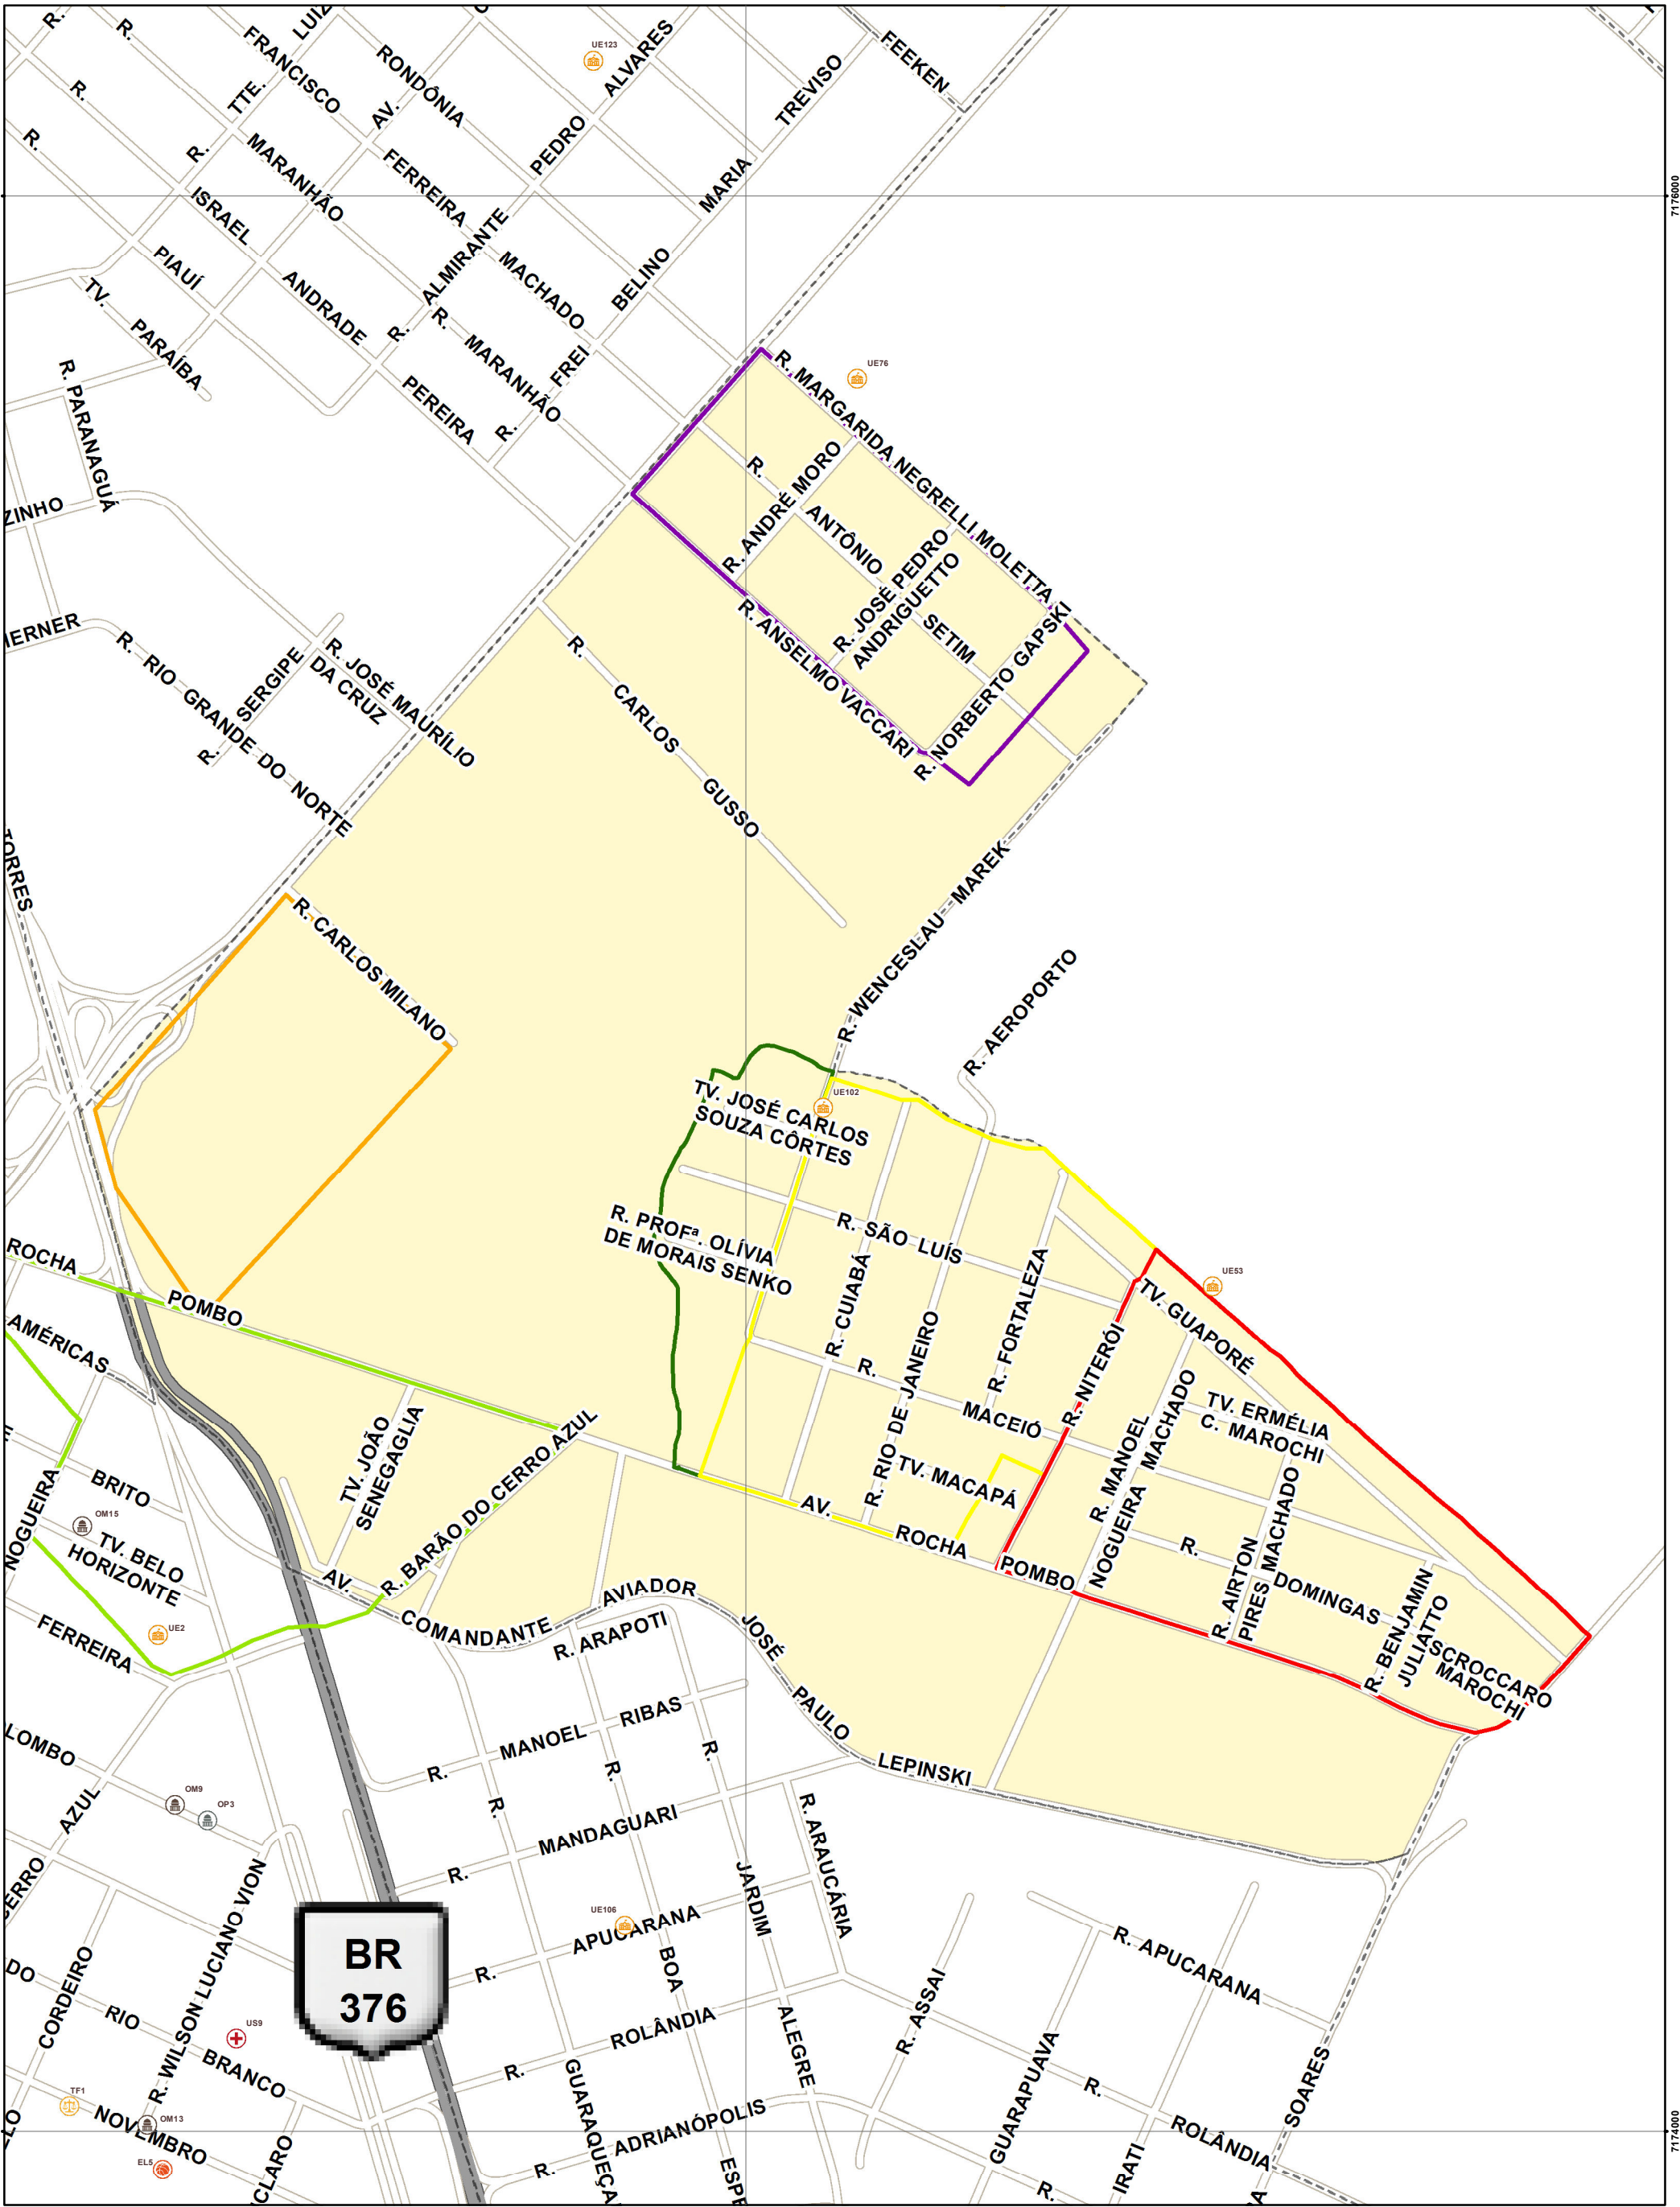 R.
R.
FRANCISCO
LUIZ
TTE.
R.
RONDÔNIA
AV.
UE123
ALVARES
PEDRO
ALMIRANTE
R.
FEEKEN
TREVISO
MARIA
BELINO
FREI
R.
R.
R.
MARANHÃO
FERREIRA
MACHADO
ISRAEL
ANDRADE
PEREIRA
PIAUÍ
TV.
PARAÍBA
R.
MARANHÃO
R. PARANAGUÁ
7176000
R. MARGARIDA NEGRELLI MOLETTA
UE76
R. ANDRÉ MORO
R.
ANTÔNIO
SETIM
R. JOSÉ PEDRO
ANDRIGUETTO
R. ANSELMO VACCARI
R. NORBERTO GAPSKI
ZINHO
HERNER
R. RIO GRANDE DO NORTE
R. SERGIPE
R. JOSÉ MAURÍLIO
DA CRUZ
R.
CARLOS
GUSSO
TORRES
R. CARLOS MILANO
R. WENCESLAU MAREK
R. AEROPORTO
UE102
TV. JOSÉ CARLOS
SOUZA CÔRTES
R. PROFª. OLÍVIA
DE MORAIS SENKO
R. SÃO LUÍS
R. CUIABÁ
R. RIO DE JANEIRO
R. FORTALEZA
R. NITERÓI
UE53
TV. GUAPORÉ
R.
MACEIÓ
TV. ERMÉLIA
C. MAROCHI
R. MANOEL
NOGUEIRA MACHADO
TV. MACAPÁ
ROCHA
POMBO
AMÉRICAS
TV. JOÃO
SENEGAGLIA
R. BARÃO DO CERRO AZUL
AV.
ROCHA
POMBO
R.
DOMINGAS
SCROCCARO
MAROCHI
R. AIRTON
PIRES MACHADO
R. BENJAMIN
JULIATTO
BRITO
NOGUEIRA
OM15
TV. BELO
HORIZONTE
UE2
FERREIRA
AV.
COMANDANTE
AVIADOR
JOSÉ
PAULO
LEPINSKI
R. ARAPOTI
R.
MANOEL
RIBAS
R.
R.
R.
LOMBO
OM9
OP3
AZUL
CERRO
R.
MANDAGUARI
R. ARAUCÁRIA
JARDIM
ALEGRE
R. WILSON LUCIANO VION
BR
376
UE106
R.
APUCARANA
BOA
R. APUCARANA
DO
RIO
BRANCO
CORDEIRO
US9
R.
ROLÂNDIA
R. ASSAI
GUARAPUAVA
R.
ROLÂNDIA
SOARES
IRATI
TF1
NOVEMBRO
OM13
EL5
R.
ADRIANÓPOLIS
R.
7174000